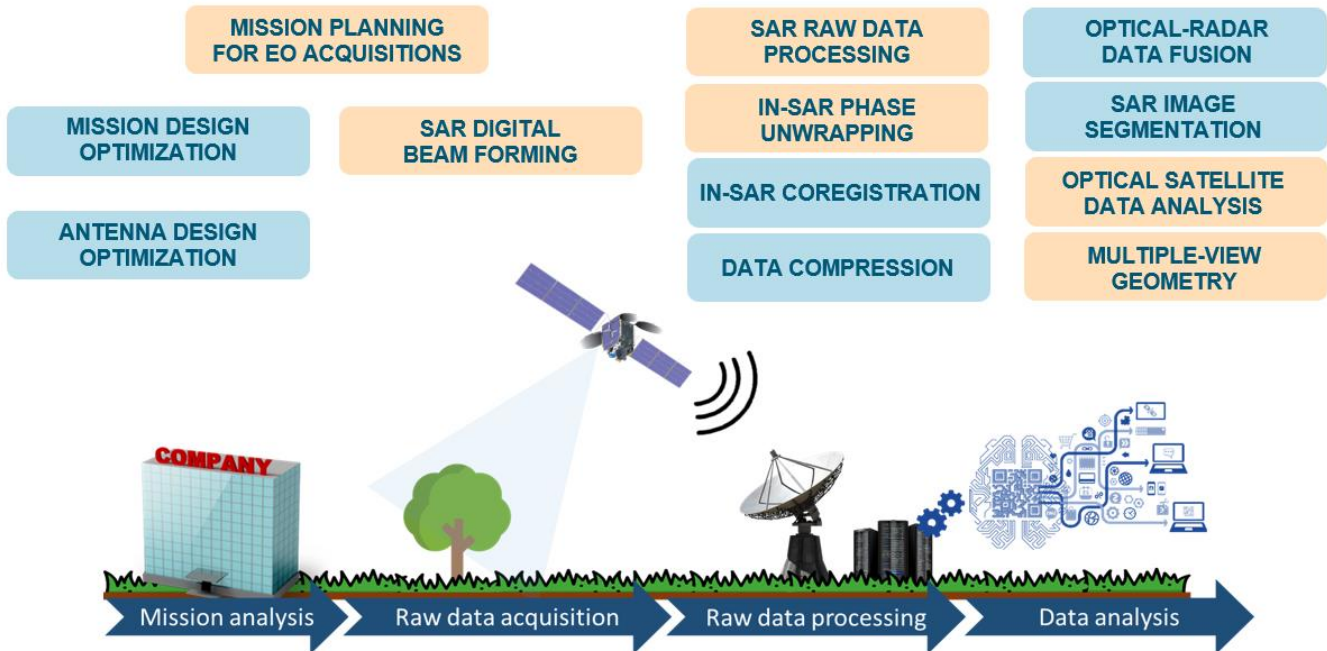 MISSION PLANNING
FOR EO ACQUISITIONS
MISSION DESIGN
OPTIMIZATION
SAR DIGITAL
BEAM FORMING
ANTENNA DESIGN
OPTIMIZATION
SAR RAW DATA
PROCESSING
IN-SAR PHASE
UNWRAPPING
IN-SAR COREGISTRATION
DATA COMPRESSION
OPTICAL-RADAR
DATA FUSION
SAR IMAGE
SEGMENTATION
OPTICAL SATELLITE
DATA ANALYSIS
MULTIPLE-VIEW
GEOMETRY
COMPANY
Mission analysis
Raw data acquisition
Raw data processing
Data analysis